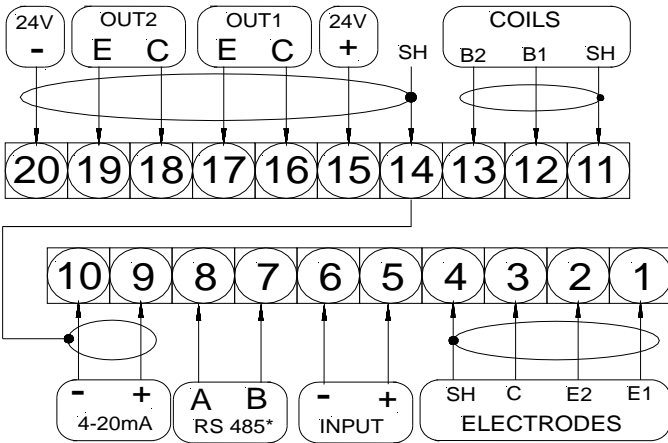 24V OUT2 OUT1 24V COILS
- E C E C + SH B2 B1 SH
20 19 18 17 16 15 14 13 12 11
10 9 8 7 6 5 4 3 2 1
- + A B - + SH C E2 E1
4-20mA RS 485* INPUT ELECTRODES